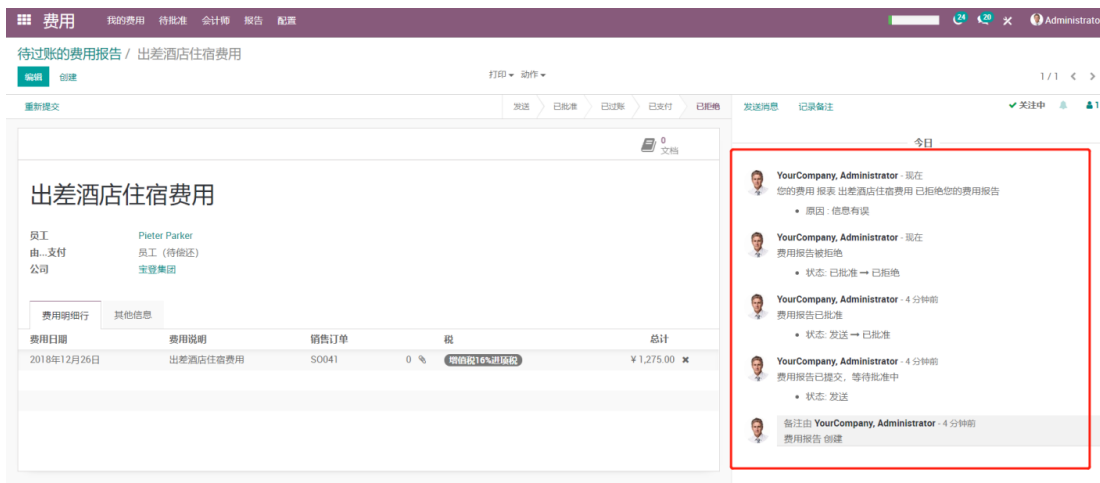 费用 我的费用 待批准 会计师 报告 配置 24 20 Administrato
待过账的费用报告 / 出差酒店住宿费用
编辑 创建 打印 动作 1 / 1
重新提交 发送 已批准 已过账 已支付 已拒绝 发送消息 记录备注 关注中 1
今日
0
文档
出差酒店住宿费用
员工 Pieter Parker
由...支付 员工（待偿还）
公司 宝登集团
费用明细行 其他信息
费用日期 费用说明 销售订单 税 总计
2018年12月26日 出差酒店住宿费用 SO041 0 增值税16%进项税 ¥ 1,275.00
YourCompany, Administrator - 现在
您的费用 报表 出差酒店住宿费用 已拒绝您的费用报告
• 原因 : 信息有误
YourCompany, Administrator - 现在
费用报告被拒绝
• 状态: 已批准 → 已拒绝
YourCompany, Administrator - 4 分钟前
费用报告已批准
• 状态: 发送 → 已批准
YourCompany, Administrator - 4 分钟前
费用报告已提交，等待批准中
• 状态: 发送
备注由 YourCompany, Administrator - 4 分钟前
费用报告 创建